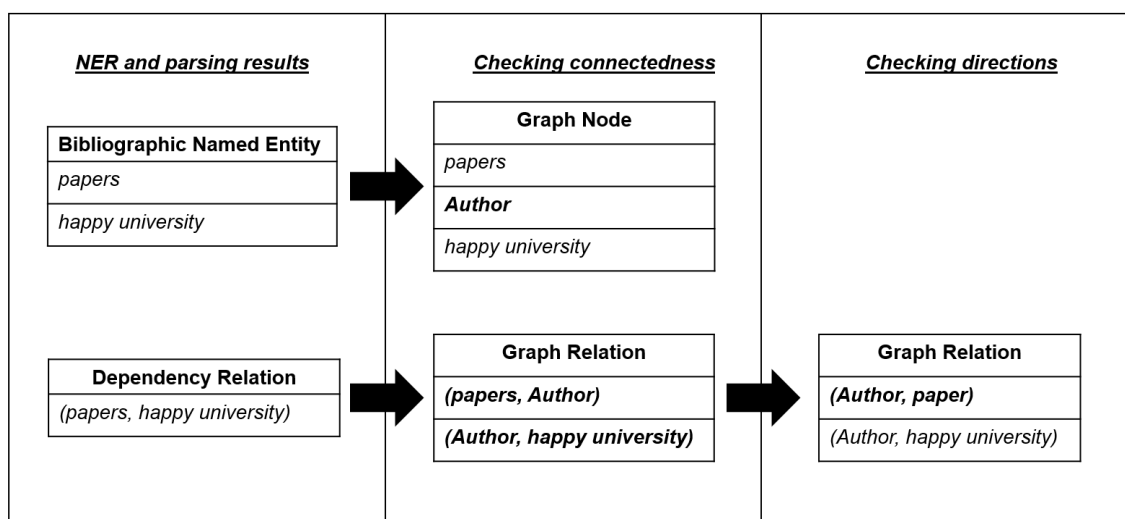 NER and parsing results
Bibliographic Named Entity
papers
happy university
Dependency Relation
(papers, happy university)
Checking connectedness
Graph Node
papers
Author
happy university
Graph Relation
(papers, Author)
(Author, happy university)
Checking directions
Graph Relation
(Author, paper)
(Author, happy university)